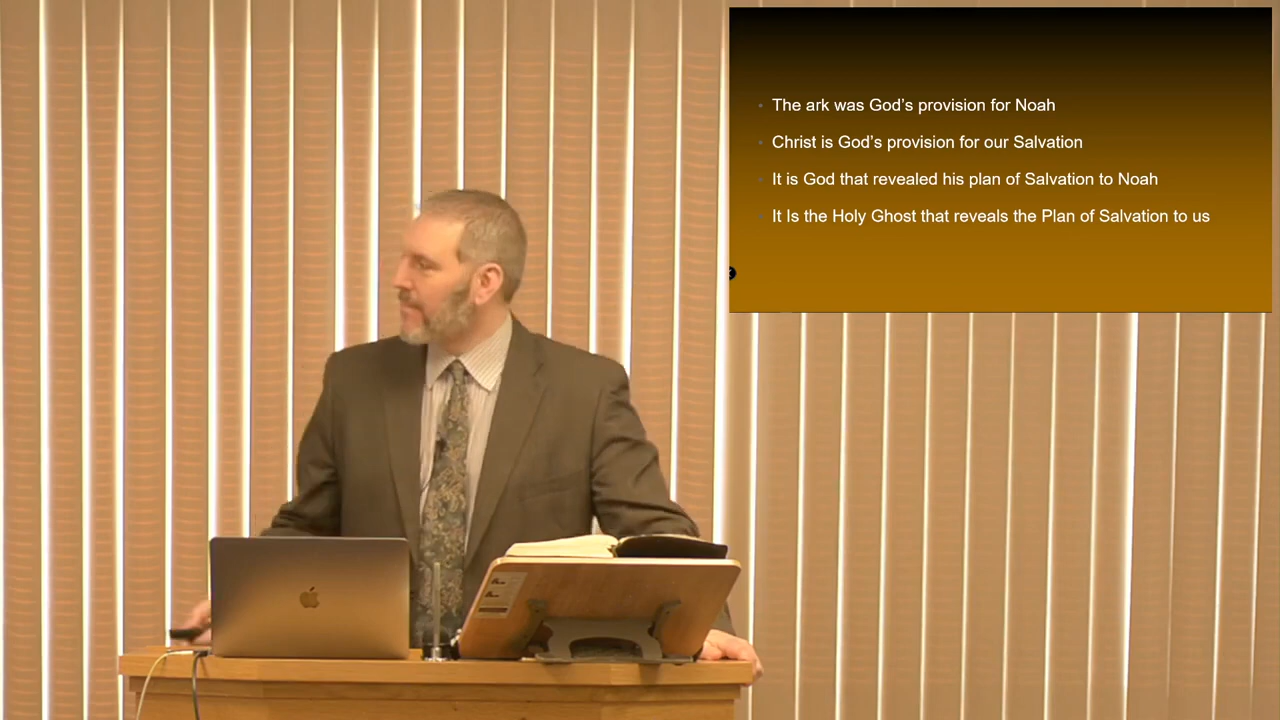 The ark was God's provision for Noah
Christ is God's provision for our Salvation
It is God that revealed his plan of Salvation to Noah
It Is the Holy Ghost that reveals the Plan of Salvation to us